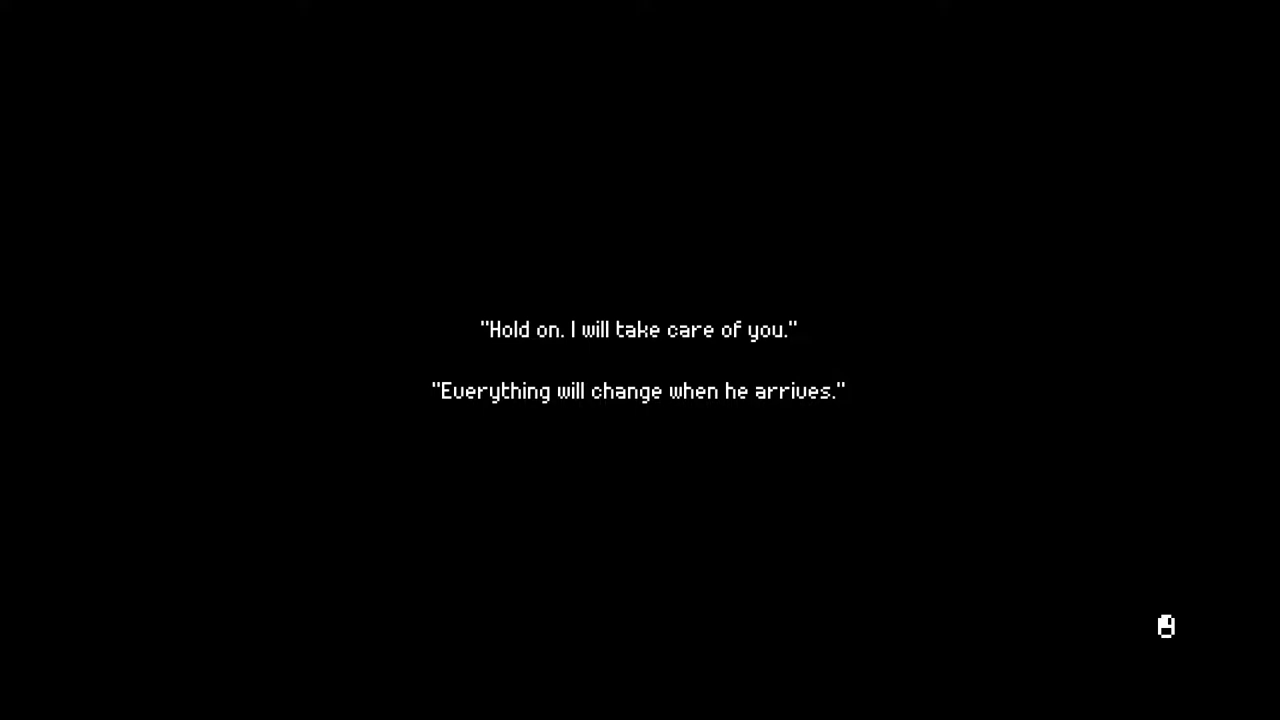 "Hold on. I will take care of you."
"Everything will change when he arrives."